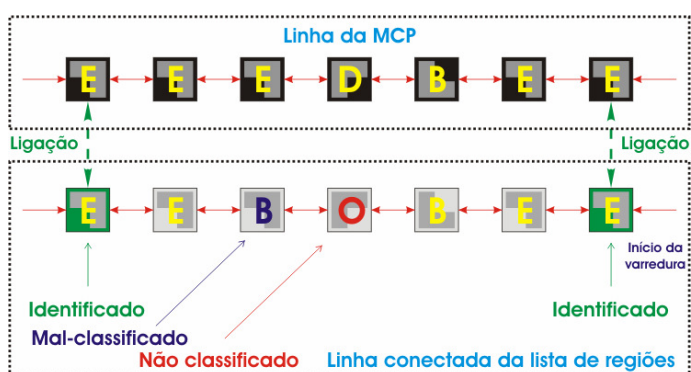 Linha da MCP
E E E D B E E
Ligação Ligação
E E B O B E E
Início da
varredura
Identificado Identificado
Mal-classificado
Não classificado
Linha conectada da lista de regiões